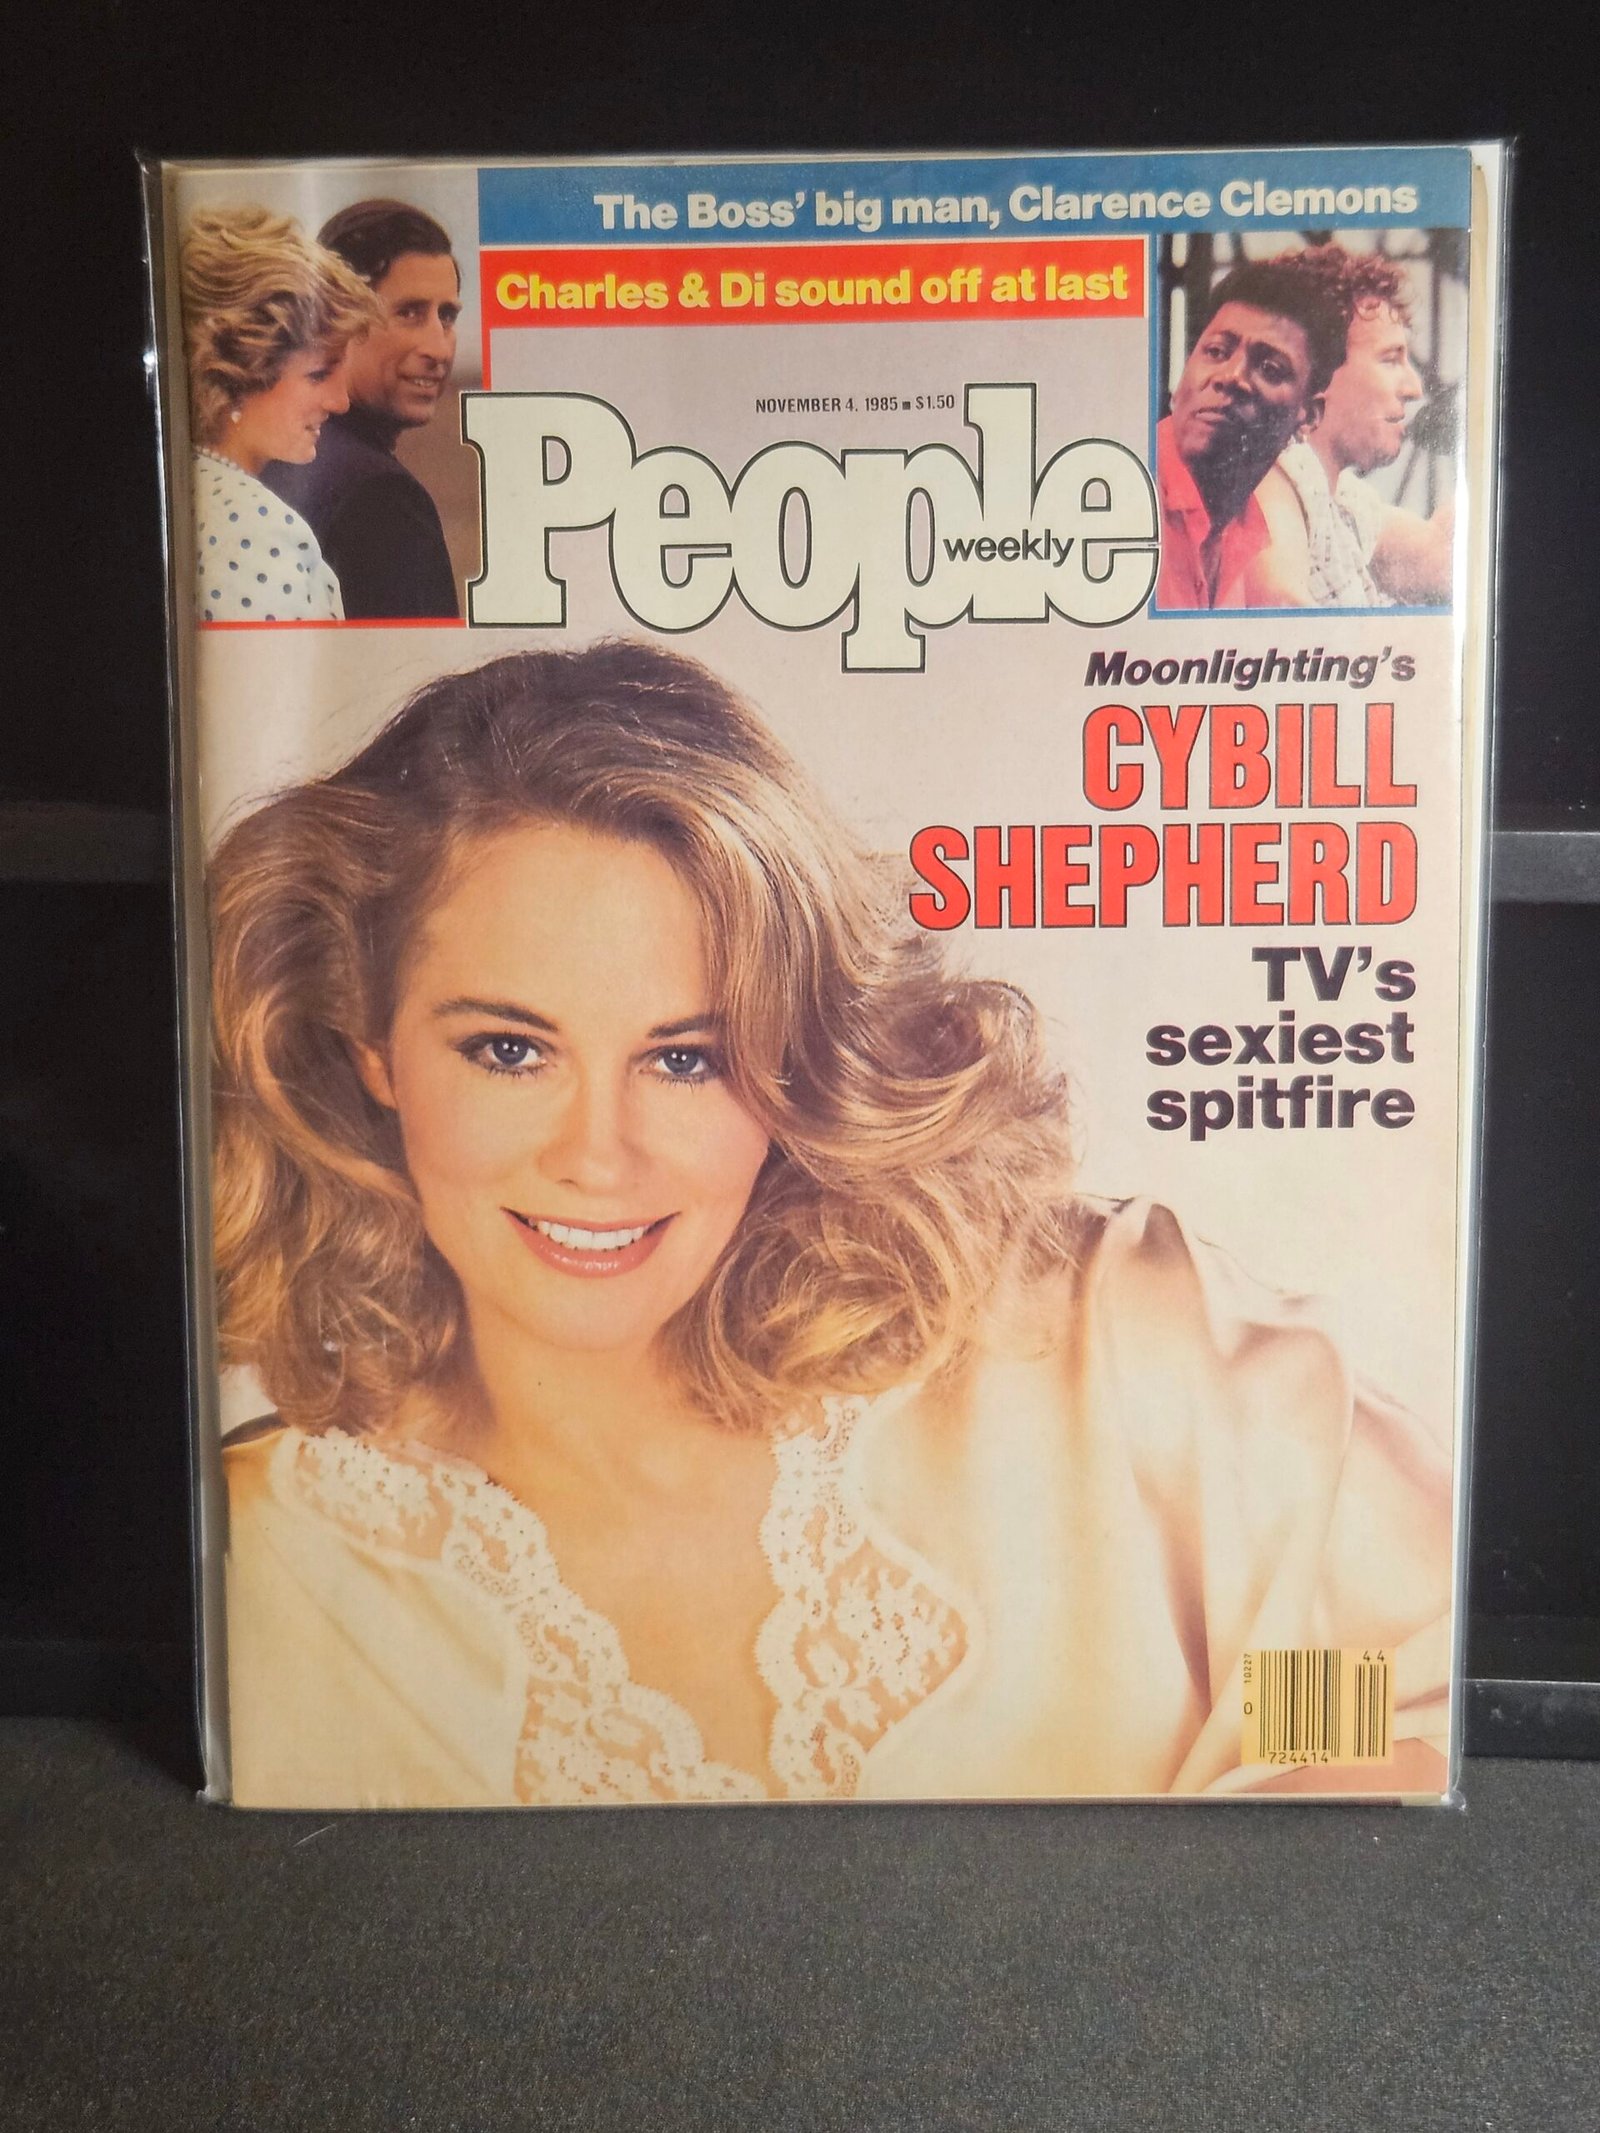 The Boss' big man, Clarence Clemons
Charles & Di sound off at last
NOVEMBER 4, 1985 ■ $1.50
People
weekly
Moonlighting's
CYBILL
SHEPHERD
TV's
sexiest
spitfire
44
10227
0
724414